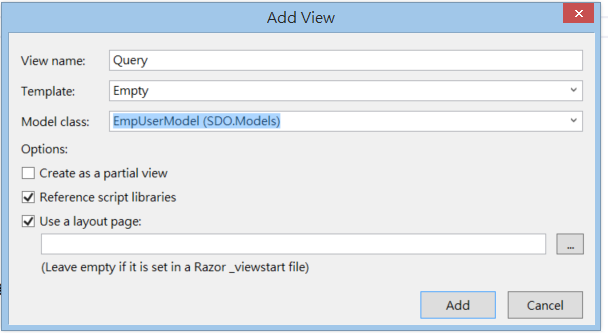 Add View
View name: Query
Template: Empty
Model class: EmpUserModel (SDO.Models)
Options:
Create as a partial view
Reference script libraries
Use a layout page:
...
(Leave empty if it is set in a Razor _viewstart file)
Add Cancel